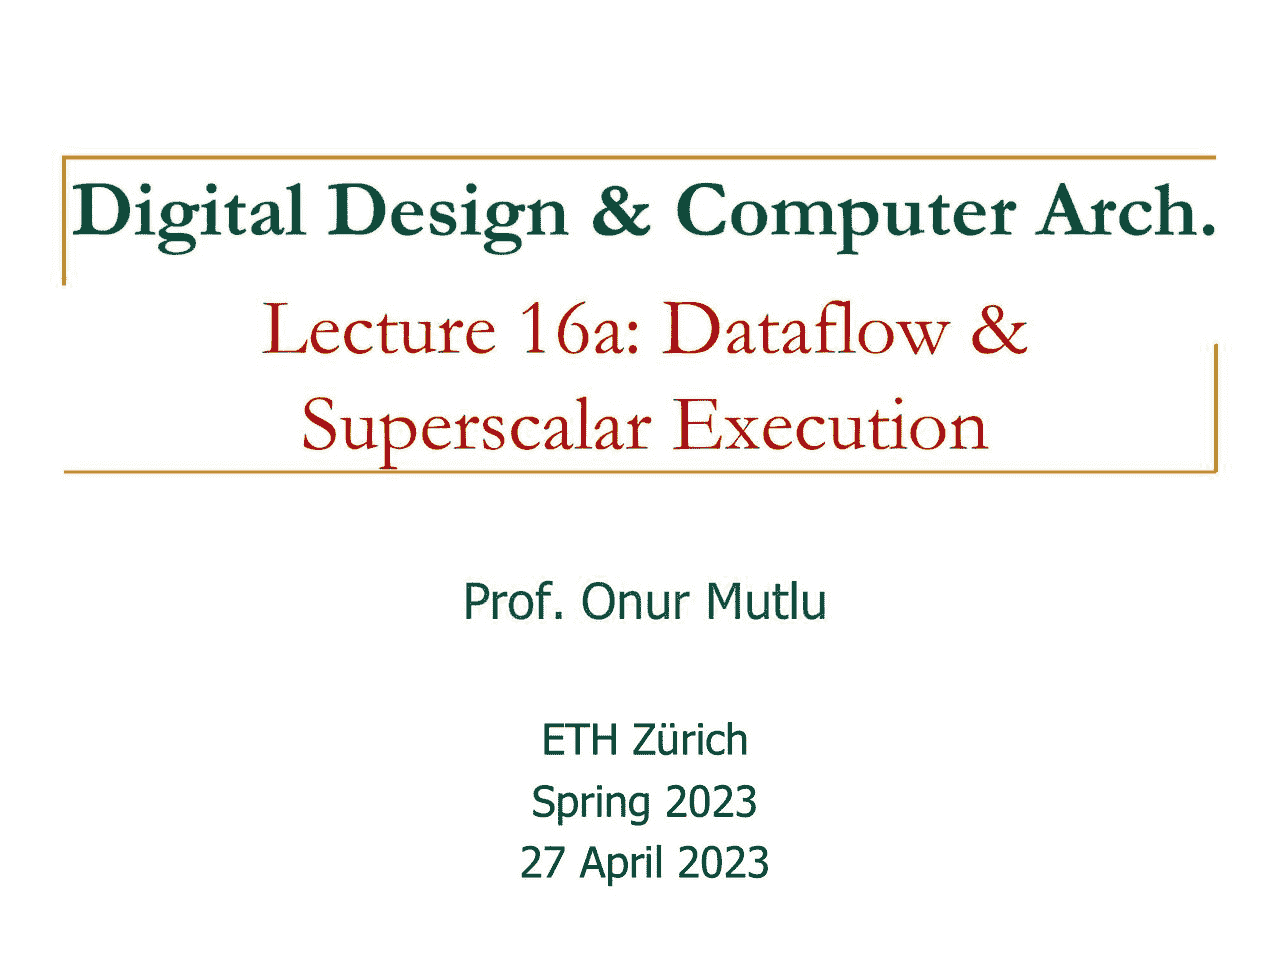 Digital Design & Computer Arch.
Lecture 16a: Dataflow &
Superscalar Execution
Prof. Onur Mutlu
ETH Zürich
Spring 2023
27 April 2023